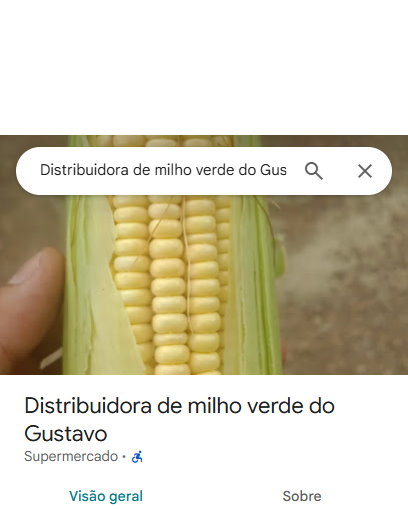 Distribuidora de milho verde do Gus
Distribuidora de milho verde do
Gustavo
Supermercado ·
Visão geral Sobre